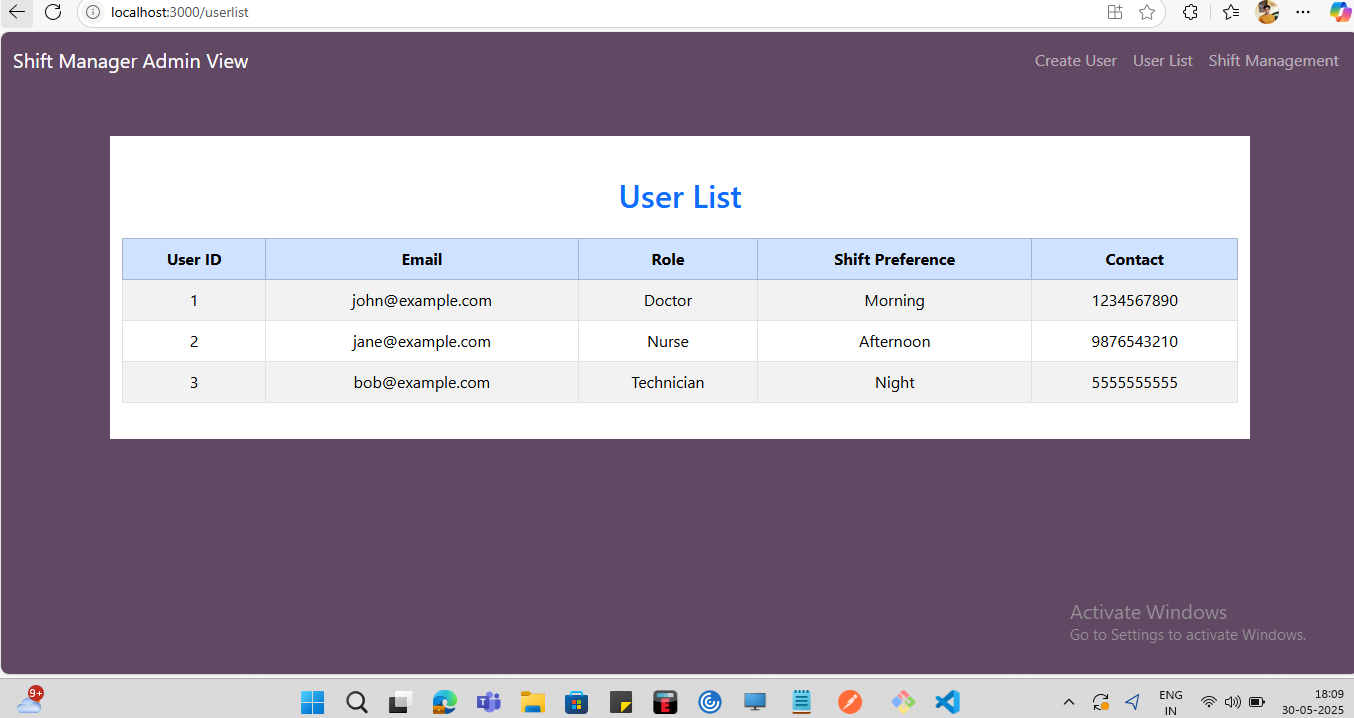 localhost:3000/userlist
Shift Manager Admin View Create User User List Shift Management
User List
User ID Email Role Shift Preference Contact
1 john@example.com Doctor Morning 1234567890
2 jane@example.com Nurse Afternoon 9876543210
3 bob@example.com Technician Night 5555555555
Activate Windows
Go to Settings to activate Windows.
9+
E
ENG 18:09
IN 30-05-2025